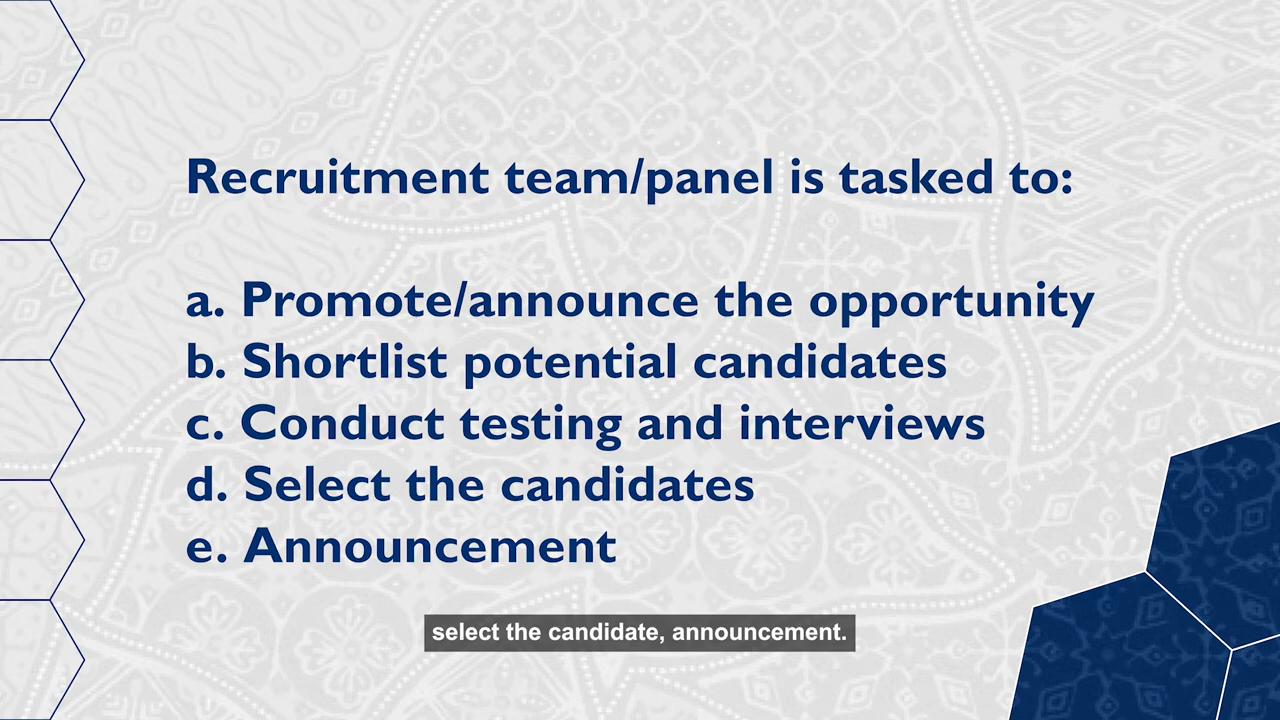 Recruitment team/panel is tasked to:
a. Promote/announce the opportunity
b. Shortlist potential candidates
c. Conduct testing and interviews
d. Select the candidates
e. Announcement
select the candidate, announcement.